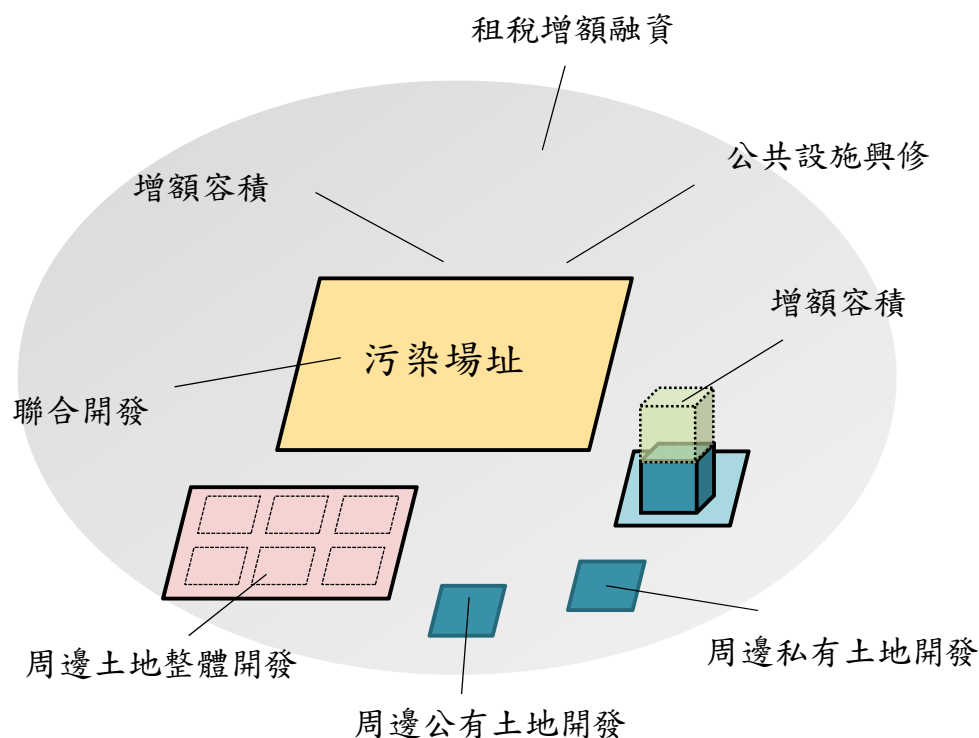 租稅增額融資
公共設施興修
增額容積
增額容積
污染場址
聯合開發
周邊土地整體開發
周邊私有土地開發
周邊公有土地開發